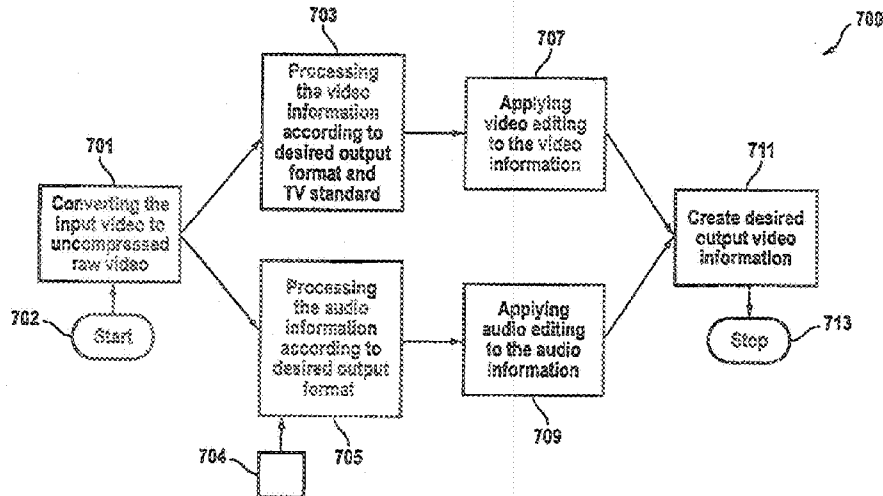 700
703
Processing
the video
information
according to
desired output
format and
TV standard
707
Applying
video editing
to the video
information
701
Converting the
input video to
uncompressed
raw video
711
Create desired
output video
information
702
Start
Processing
the audio
information
according to
desired output
format
705
704
Applying
audio editing
to the audio
information
709
Stop
713